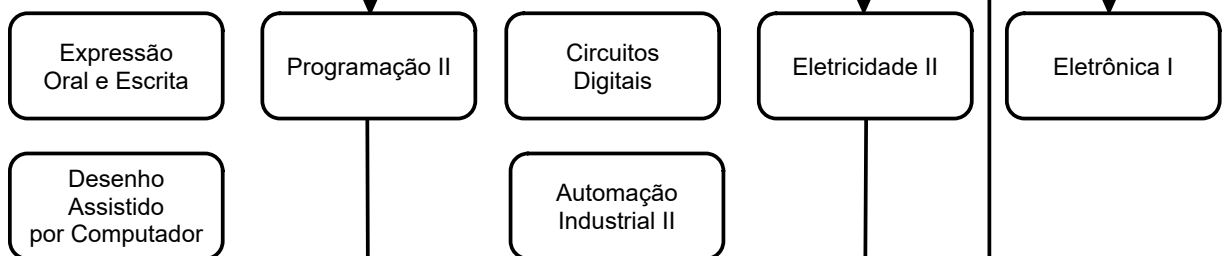 Expressão
Oral e Escrita
Programação II
Circuitos
Digitais
Eletricidade II
Eletrônica I
Desenho
Assistido
por Computador
Automação
Industrial II